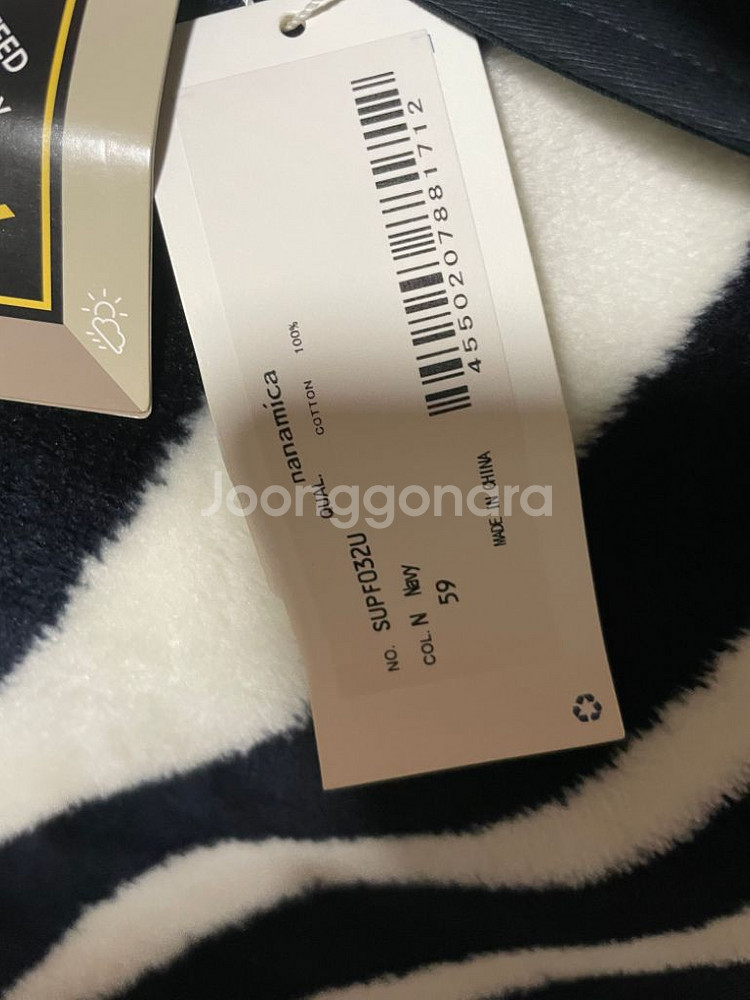 nanamica
QUAL. COTTON 100%
NO. SUPF032U
COL. N Navy
59
MADE IN CHINA
4550207881712
Joonggonara